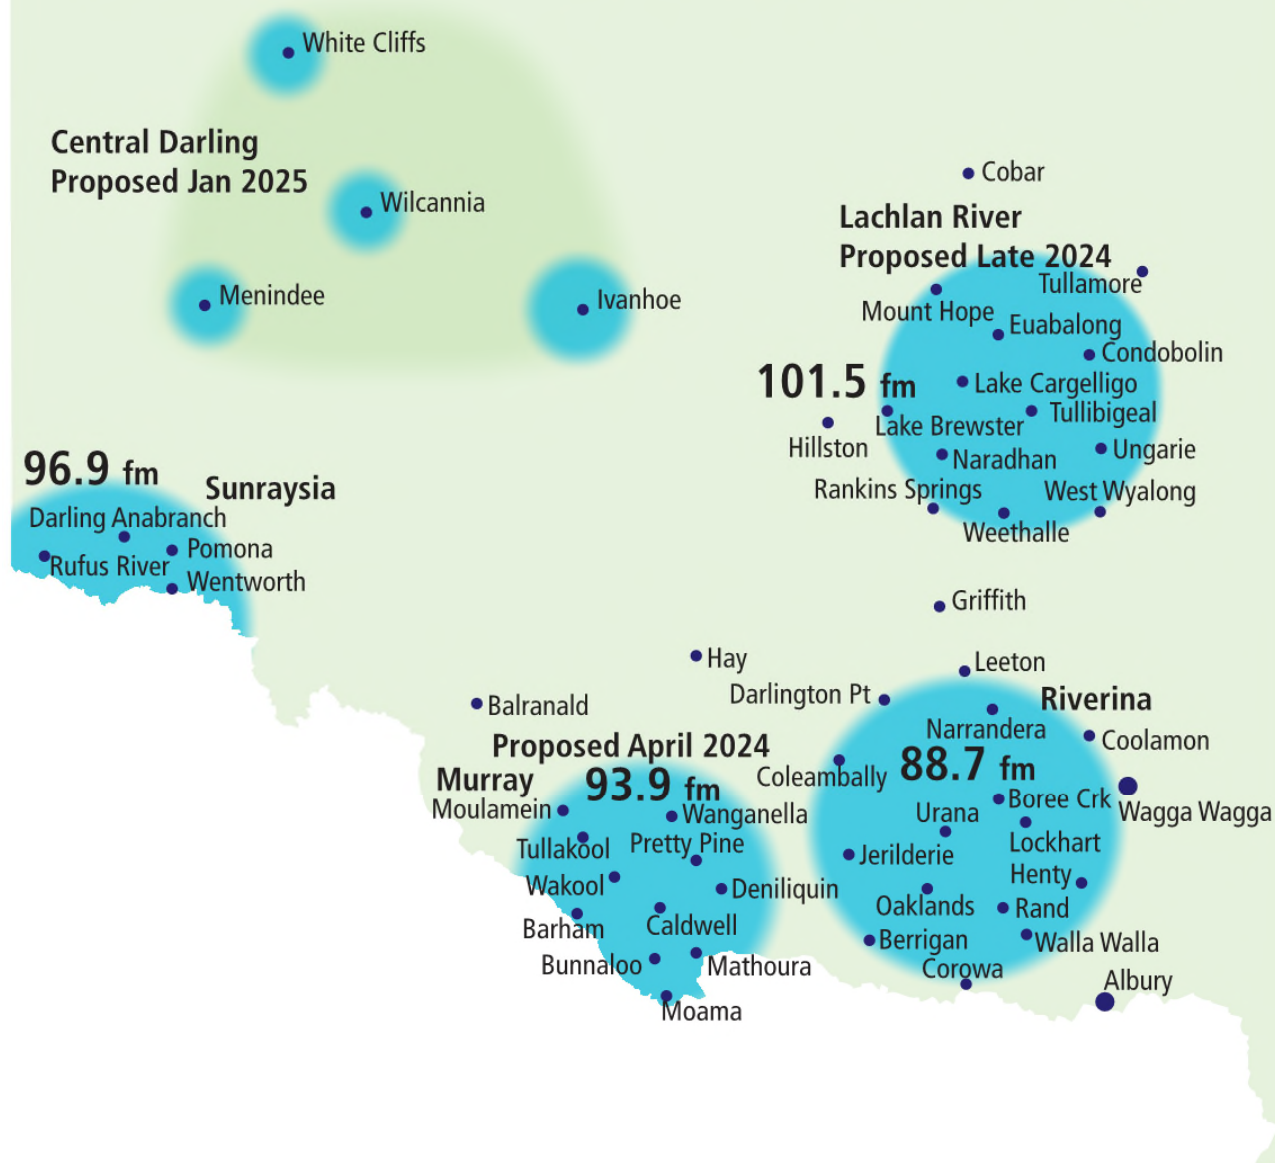 White Cliffs
Central Darling
Proposed Jan 2025
Wilcannia
Menindee
Ivanhoe
Cobar
Lachlan River
Proposed Late 2024
Tullamore
Mount Hope
Euabalong
Condobolin
101.5 fm
Lake Cargelligo
Tullibigeal
Lake Brewster
Hillston
Naradhan
Ungarie
Rankins Springs
West Wyalong
Weethalle
96.9 fm
Sunraysia
Darling Anabranch
Pomona
Rufus River
Wentworth
Griffith
Hay
Leeton
Balranald
Darlington Pt
Riverina
Narrandera
Coolamon
Proposed April 2024
Murray
93.9 fm
Coleambally
88.7 fm
Moulamein
Wanganella
Boree Crk
Wagga Wagga
Urana
Tullakool
Pretty Pine
Lockhart
Jerilderie
Henty
Wakool
Deniliquin
Oaklands
Rand
Barham
Caldwell
Berrigan
Walla Walla
Bunnaloo
Mathoura
Corowa
Albury
Moama